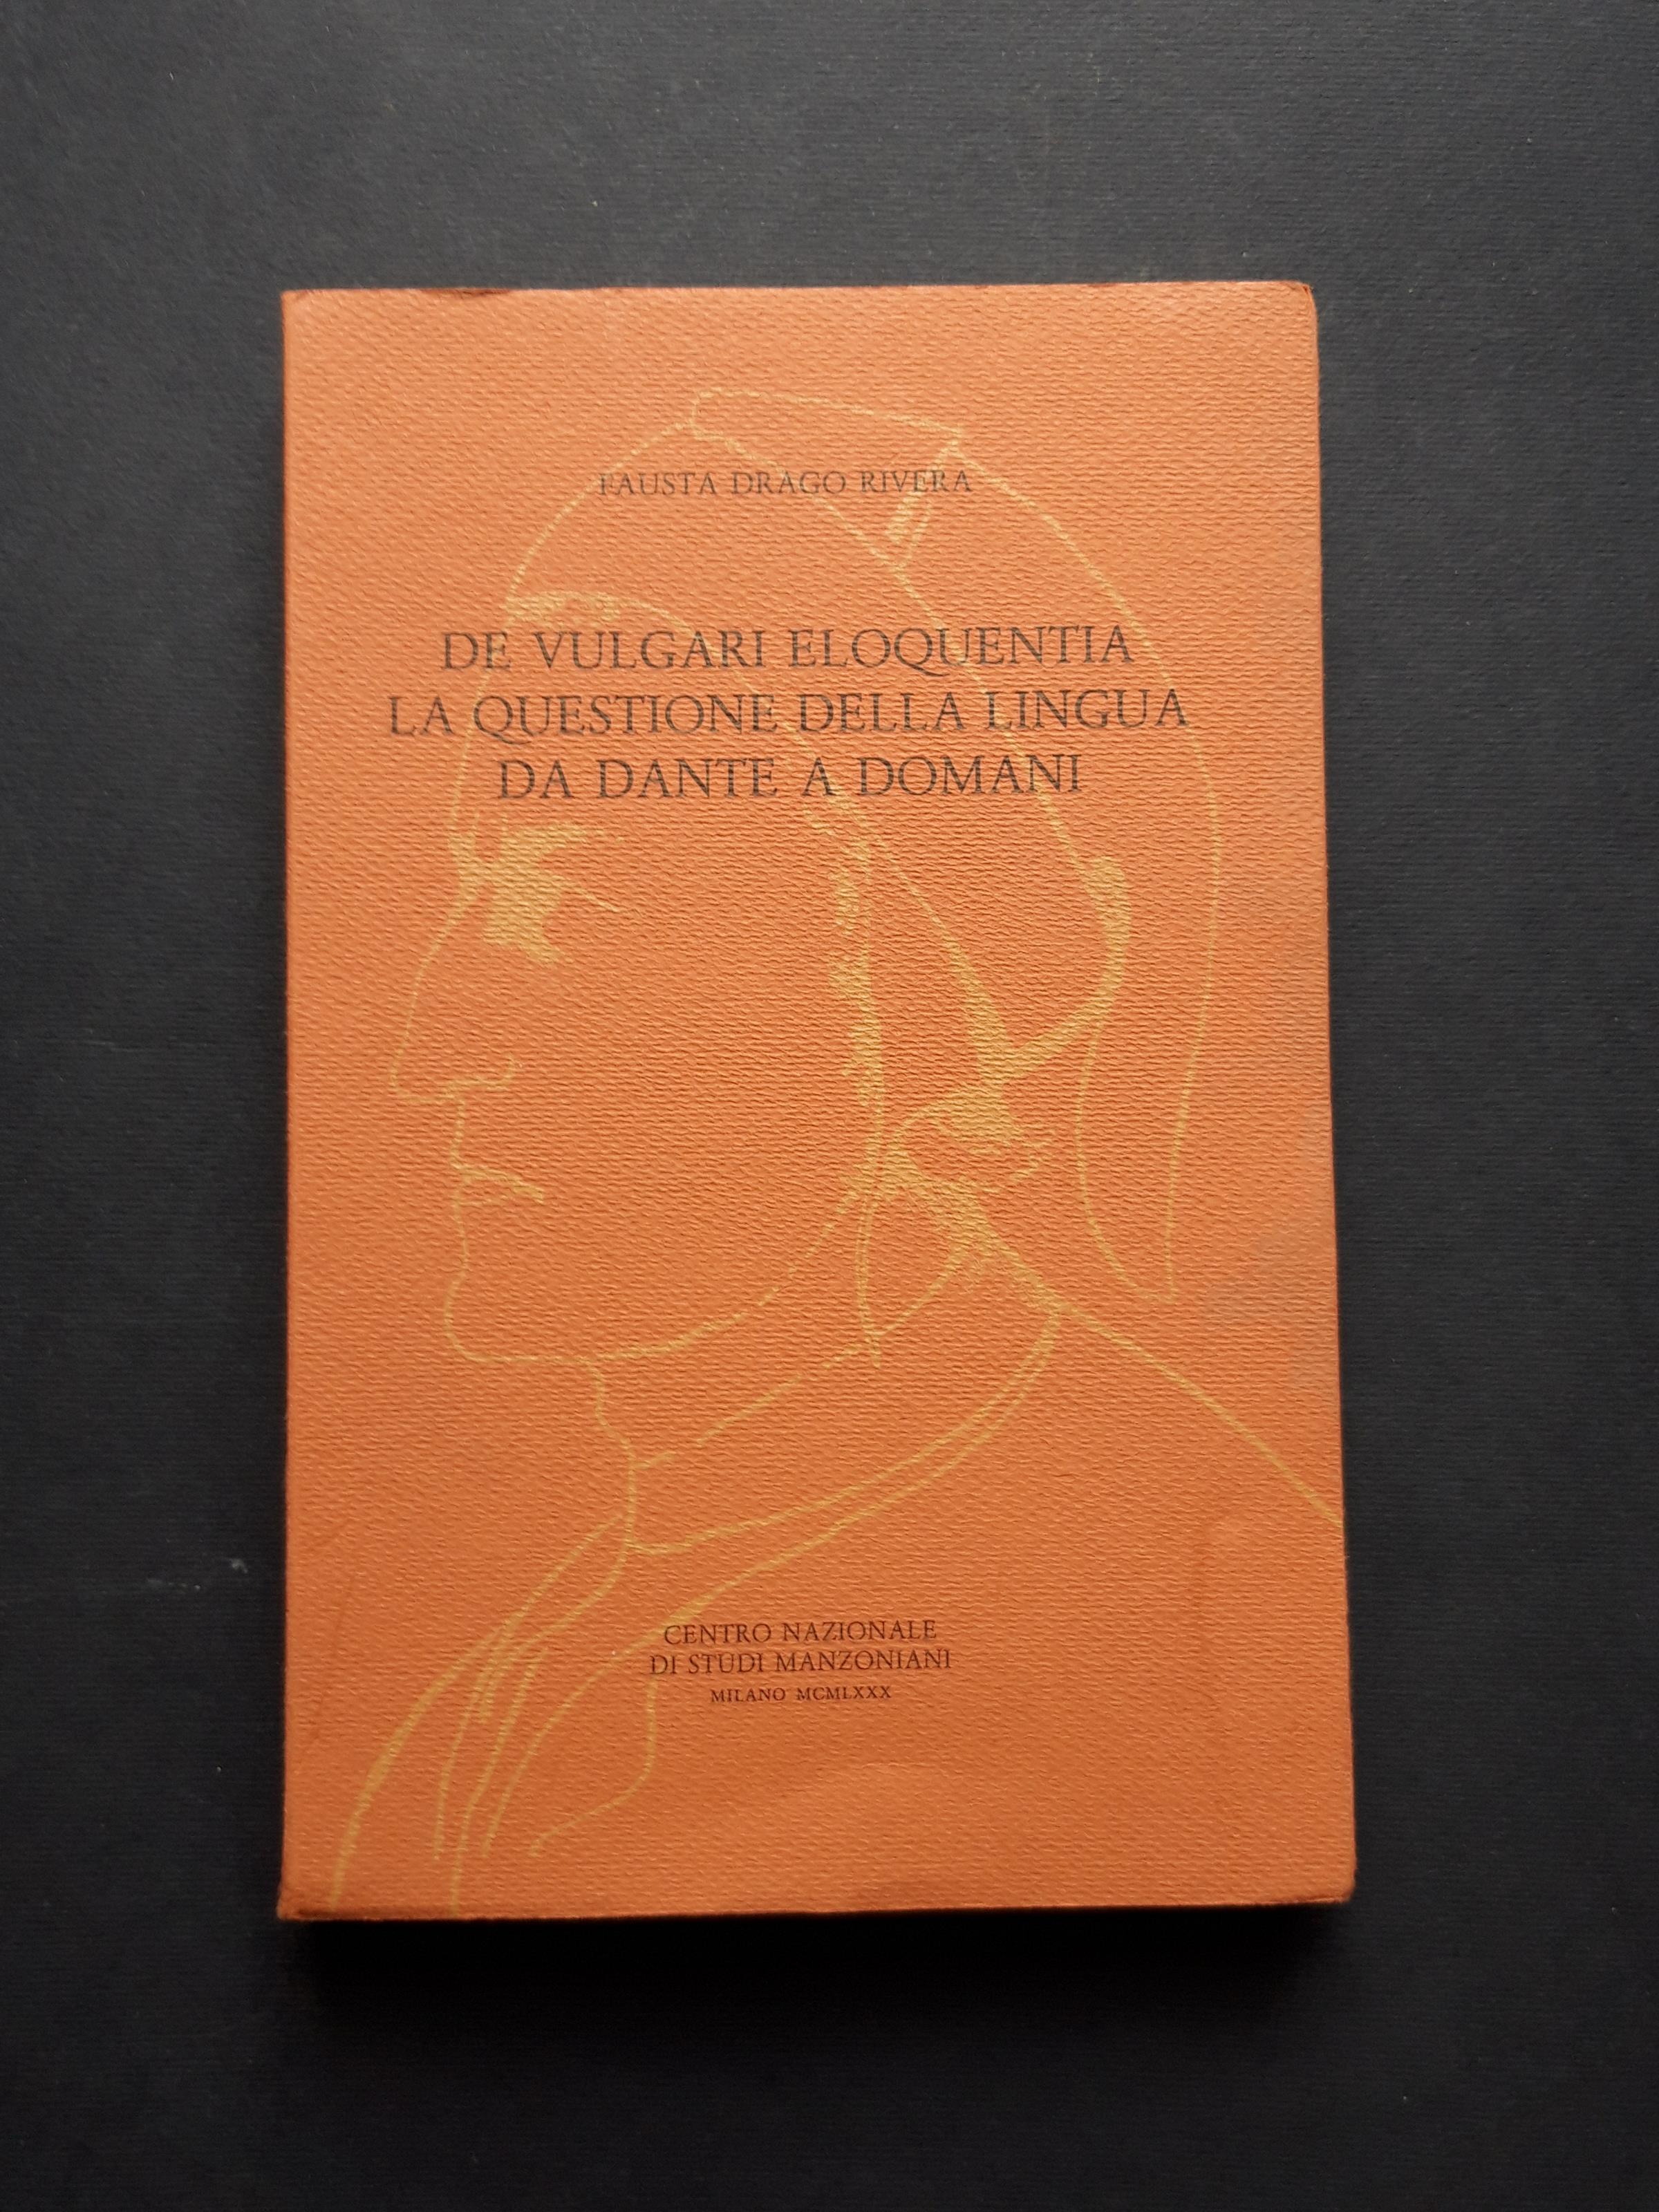 FAUSTA DRAGO RIVERA
DE VULGARI ELOQUENTIA
LA QUESTIONE DELLA LINGUA
DA DANTE A DOMANI
CENTRO NAZIONALE
DI STUDI MANZONIANI
MILANO MCMLXXX